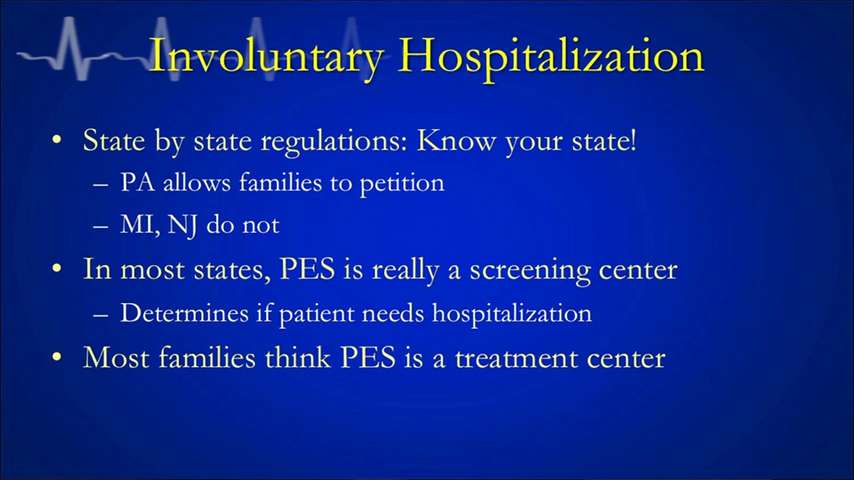 Involuntary Hospitalization
• State by state regulations: Know your state!
– PA allows families to petition
– MI, NJ do not
• In most states, PES is really a screening center
– Determines if patient needs hospitalization
• Most families think PES is a treatment center